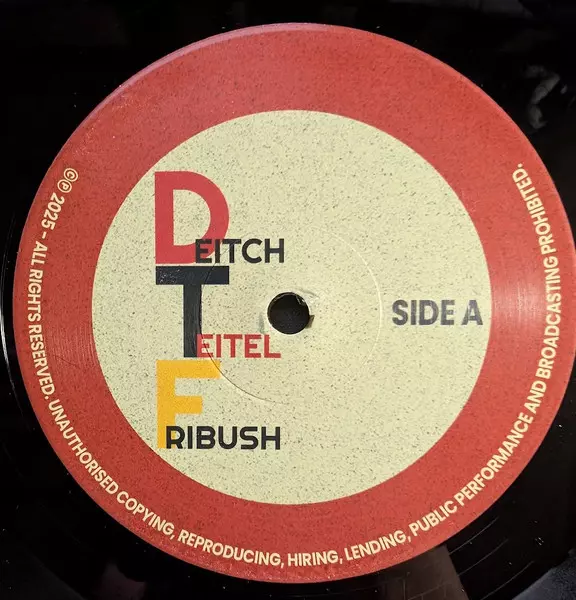 DEITCH
TEITEL
FRIBUSH
SIDE A
℗ 2025 - ALL RIGHTS RESERVED. UNAUTHORISED COPYING, REPRODUCING, HIRING, LENDING, PUBLIC PERFORMANCE AND BROADCASTING PROHIBITED.